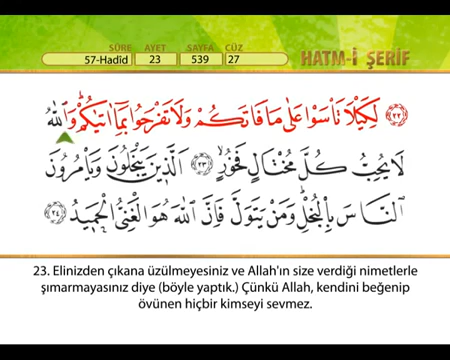 SÛRE AYET SAYFA CÜZ
57-Hadîd 23 539 27 HATM-İ ŞERİF
﴿٢٢﴾ لِكَيْلَا تَأْسَوْا عَلٰى مَا فَاتَكُمْ وَلَا تَفْرَحُوا بِمَٓا اٰتٰيكُمْۜ وَاللّٰهُ
لَا يُحِبُّ كُلَّ مُخْتَالٍ فَخُورٍۙ ﴿٢٣﴾ اَلَّذ۪ينَ يَبْخَلُونَ وَيَأْمُرُونَ
النَّاسَ بِالْبُخْلِۜ وَمَنْ يَتَوَلَّ فَاِنَّ اللّٰهَ هُوَ الْغَنِيُّ الْحَم۪يدُ ﴿٢٤﴾
23. Elinizden çıkana üzülmeyesiniz ve Allah'ın size verdiği nimetlerle
şımarmayasınız diye (böyle yaptık.) Çünkü Allah, kendini beğenip
övünen hiçbir kimseyi sevmez.